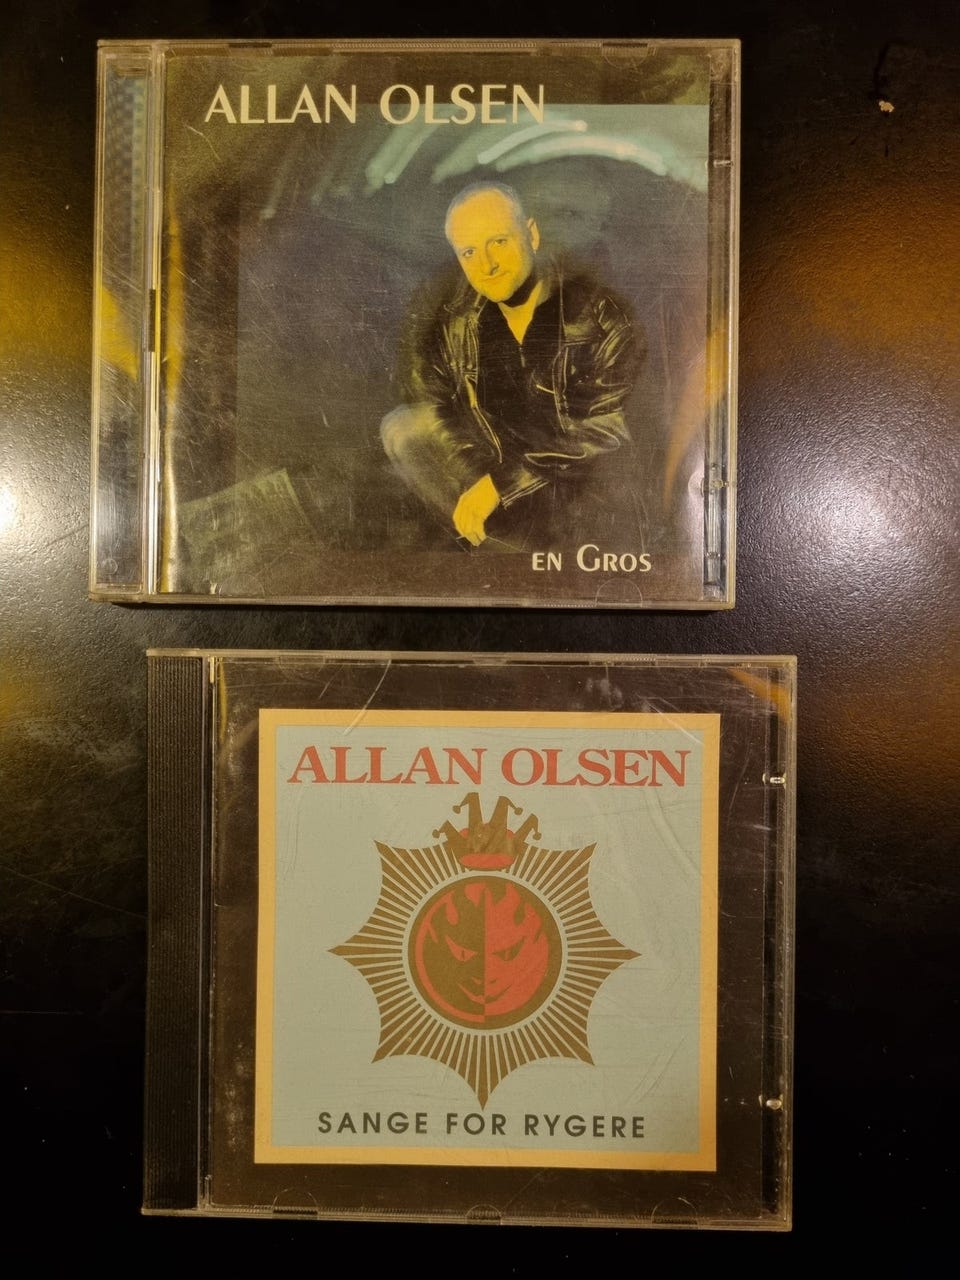 ALLAN OLSEN
EN GROS
ALLAN OLSEN
SANGE FOR RYGERE